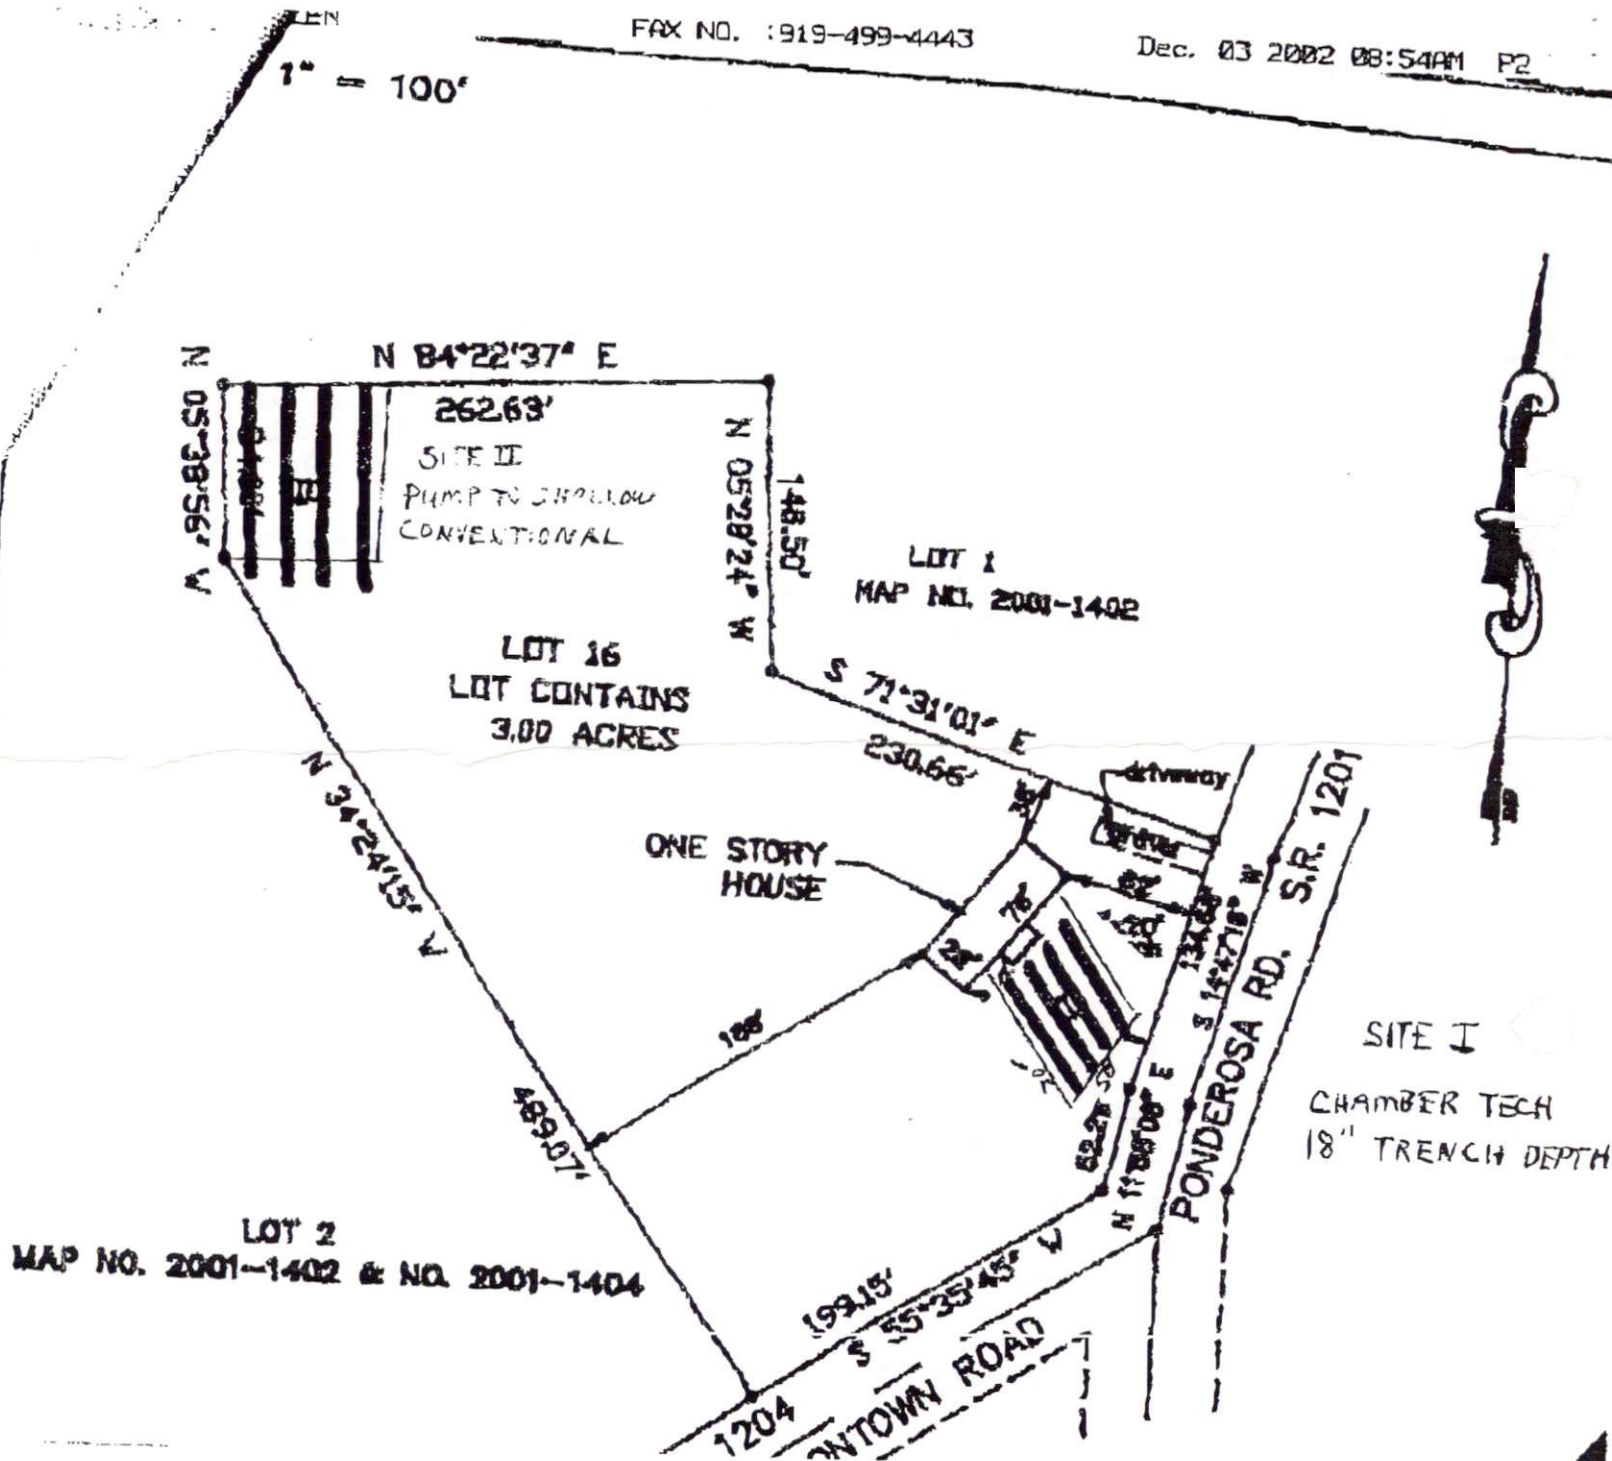 FAX NO. :919-499-4443
Dec. 03 2002 08:54AM P2
1" = 100'
N 84°22'37" E
262.63'
N 05°38'56" W
SITE II
PUMP TO SHALLOW
CONVENTIONAL
N 05°28'24" W
148.50'
LOT 1
MAP NO. 2001-1402
LOT 16
LOT CONTAINS
3.00 ACRES
S 71°31'01" E
230.66'
driveway
N 34°24'15" W
489.07'
ONE STORY
HOUSE
76'
188'
S 14°47'18" W
S.R. 1201
PONDEROSA RD.
SITE I
CHAMBER TECH
18" TRENCH DEPTH
LOT 2
MAP NO. 2001-1402 & NO. 2001-1404
199.15'
S 55°35'45" W
1204
ONTOWN ROAD